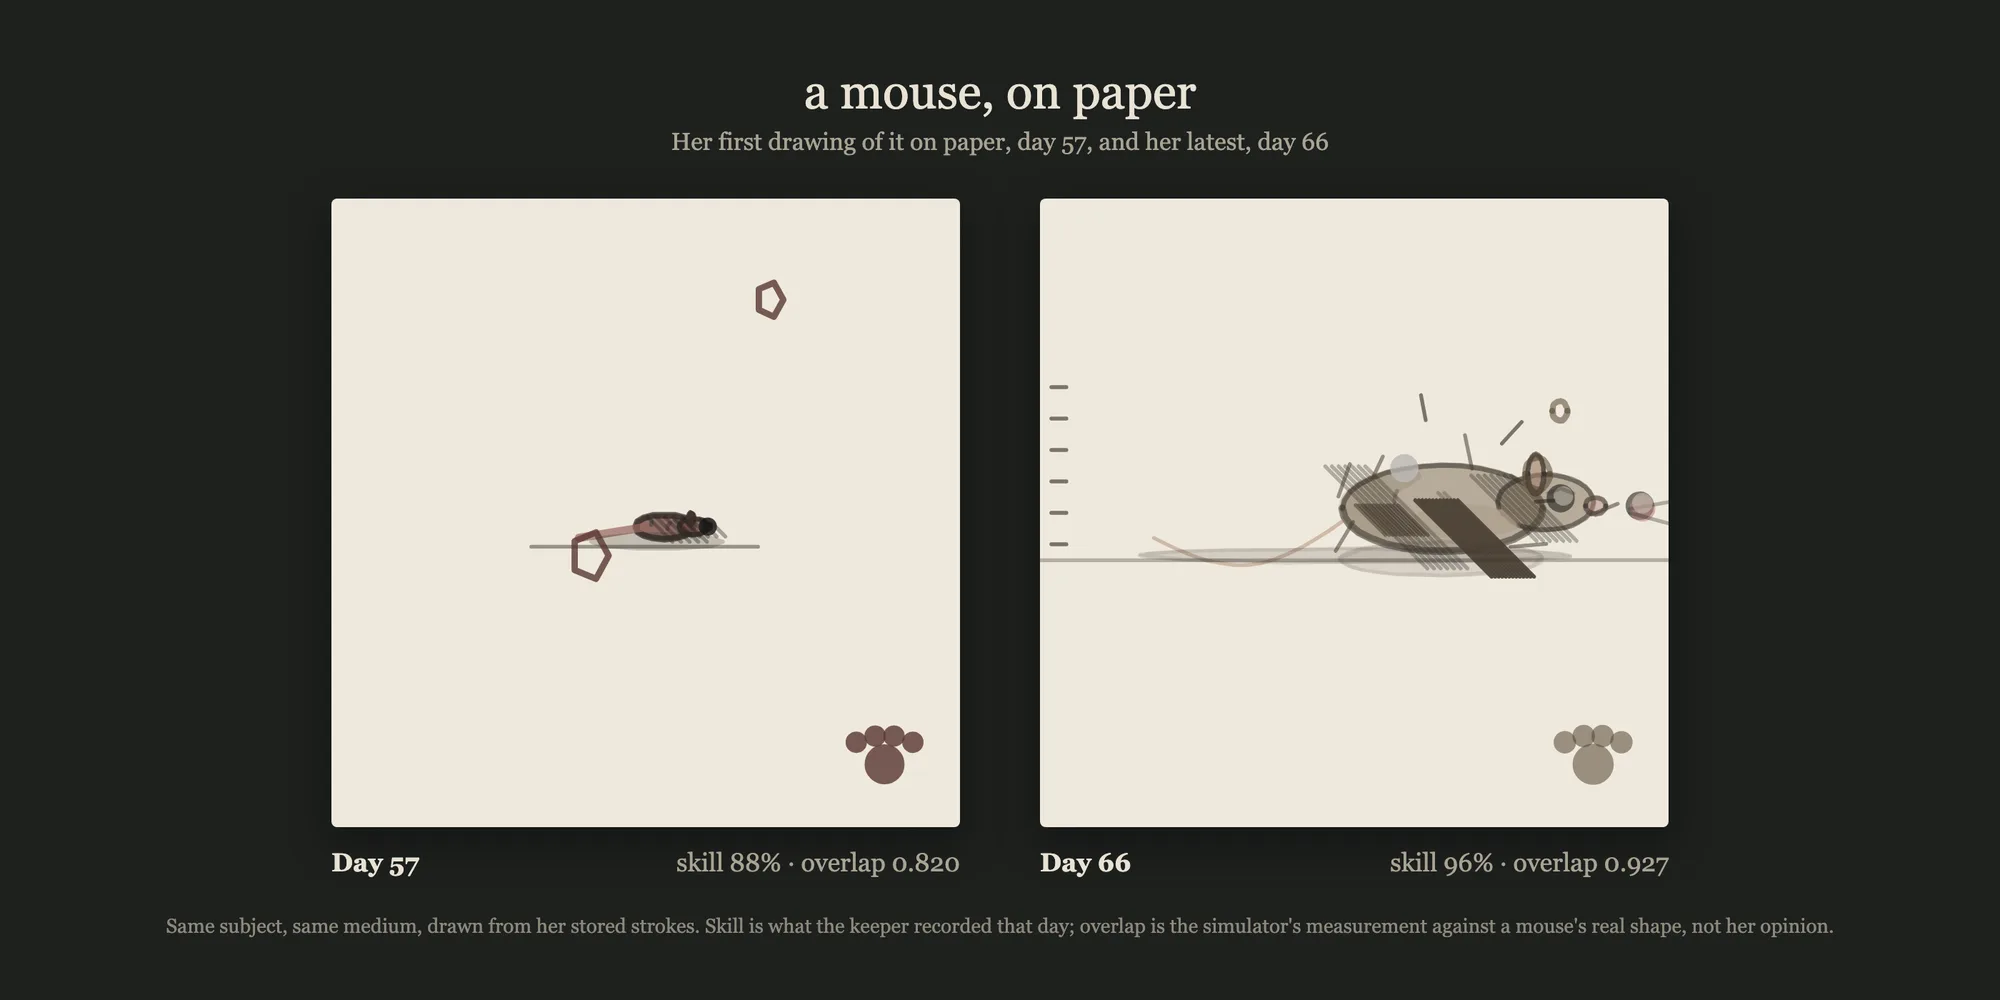 a mouse, on paper
Her first drawing of it on paper, day 57, and her latest, day 66
Day 57
skill 88% · overlap 0.820
Day 66
skill 96% · overlap 0.927
Same subject, same medium, drawn from her stored strokes. Skill is what the keeper recorded that day; overlap is the simulator's measurement against a mouse's real shape, not her opinion.